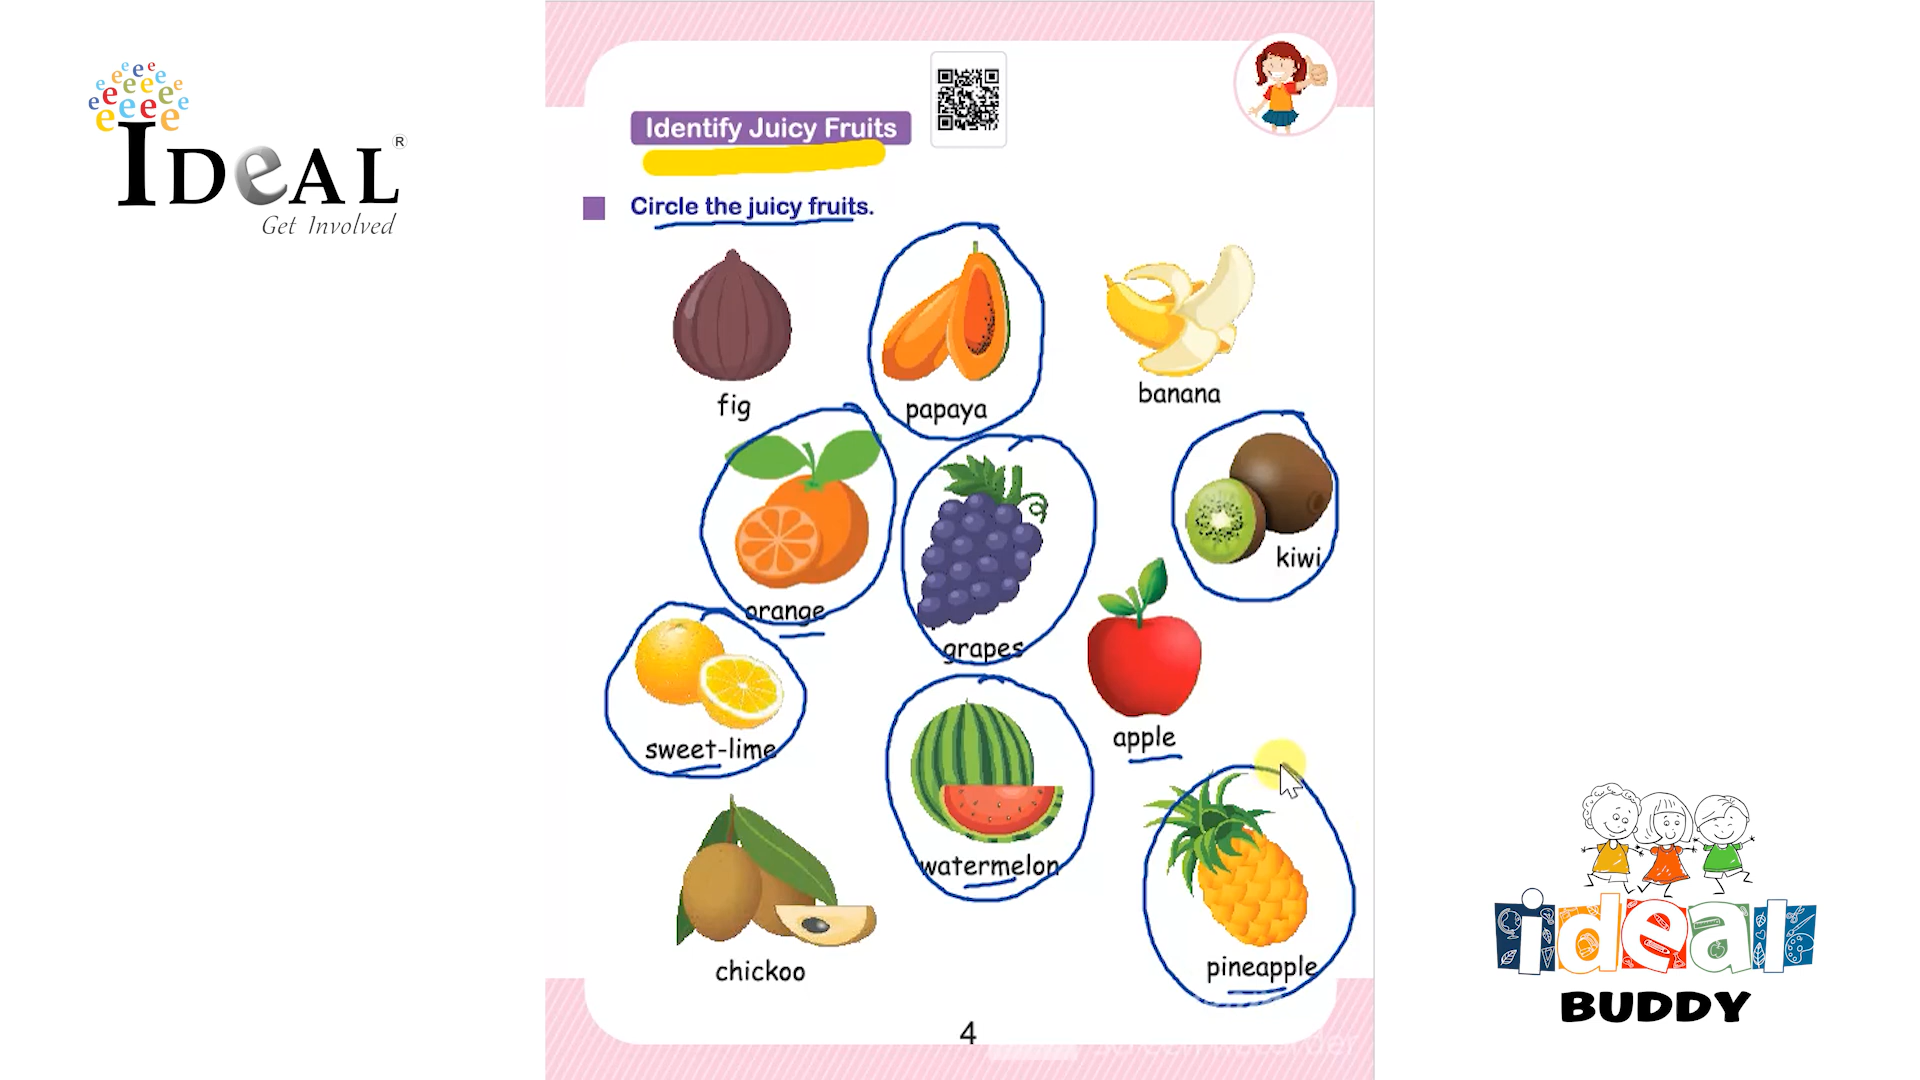 IDeAL®
Get Involved
Identify Juicy Fruits
Circle the juicy fruits.
fig
papaya
banana
orange
grapes
kiwi
sweet-lime
watermelon
apple
chickoo
pineapple
4
ideal
BUDDY